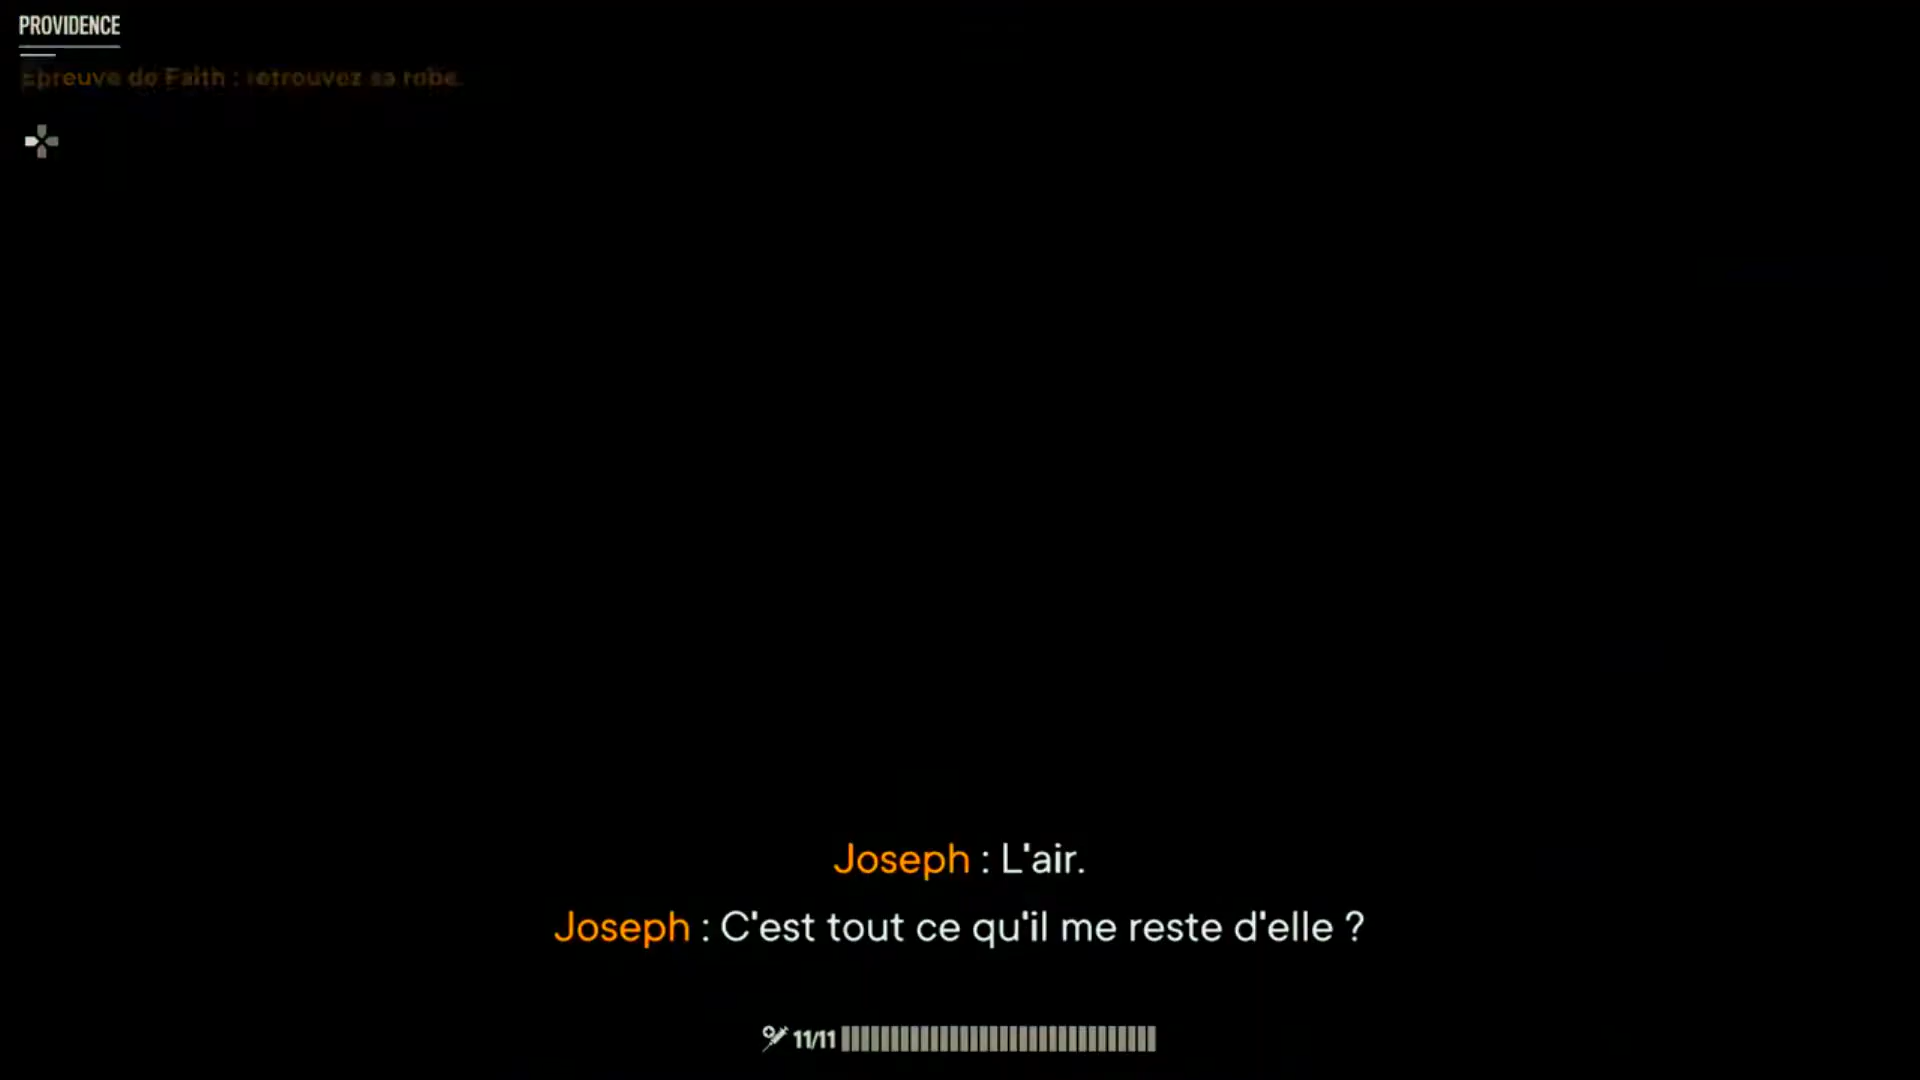 PROVIDENCE
Épreuve de Faith : retrouvez sa robe.
Joseph : L'air.
Joseph : C'est tout ce qu'il me reste d'elle ?
11/11